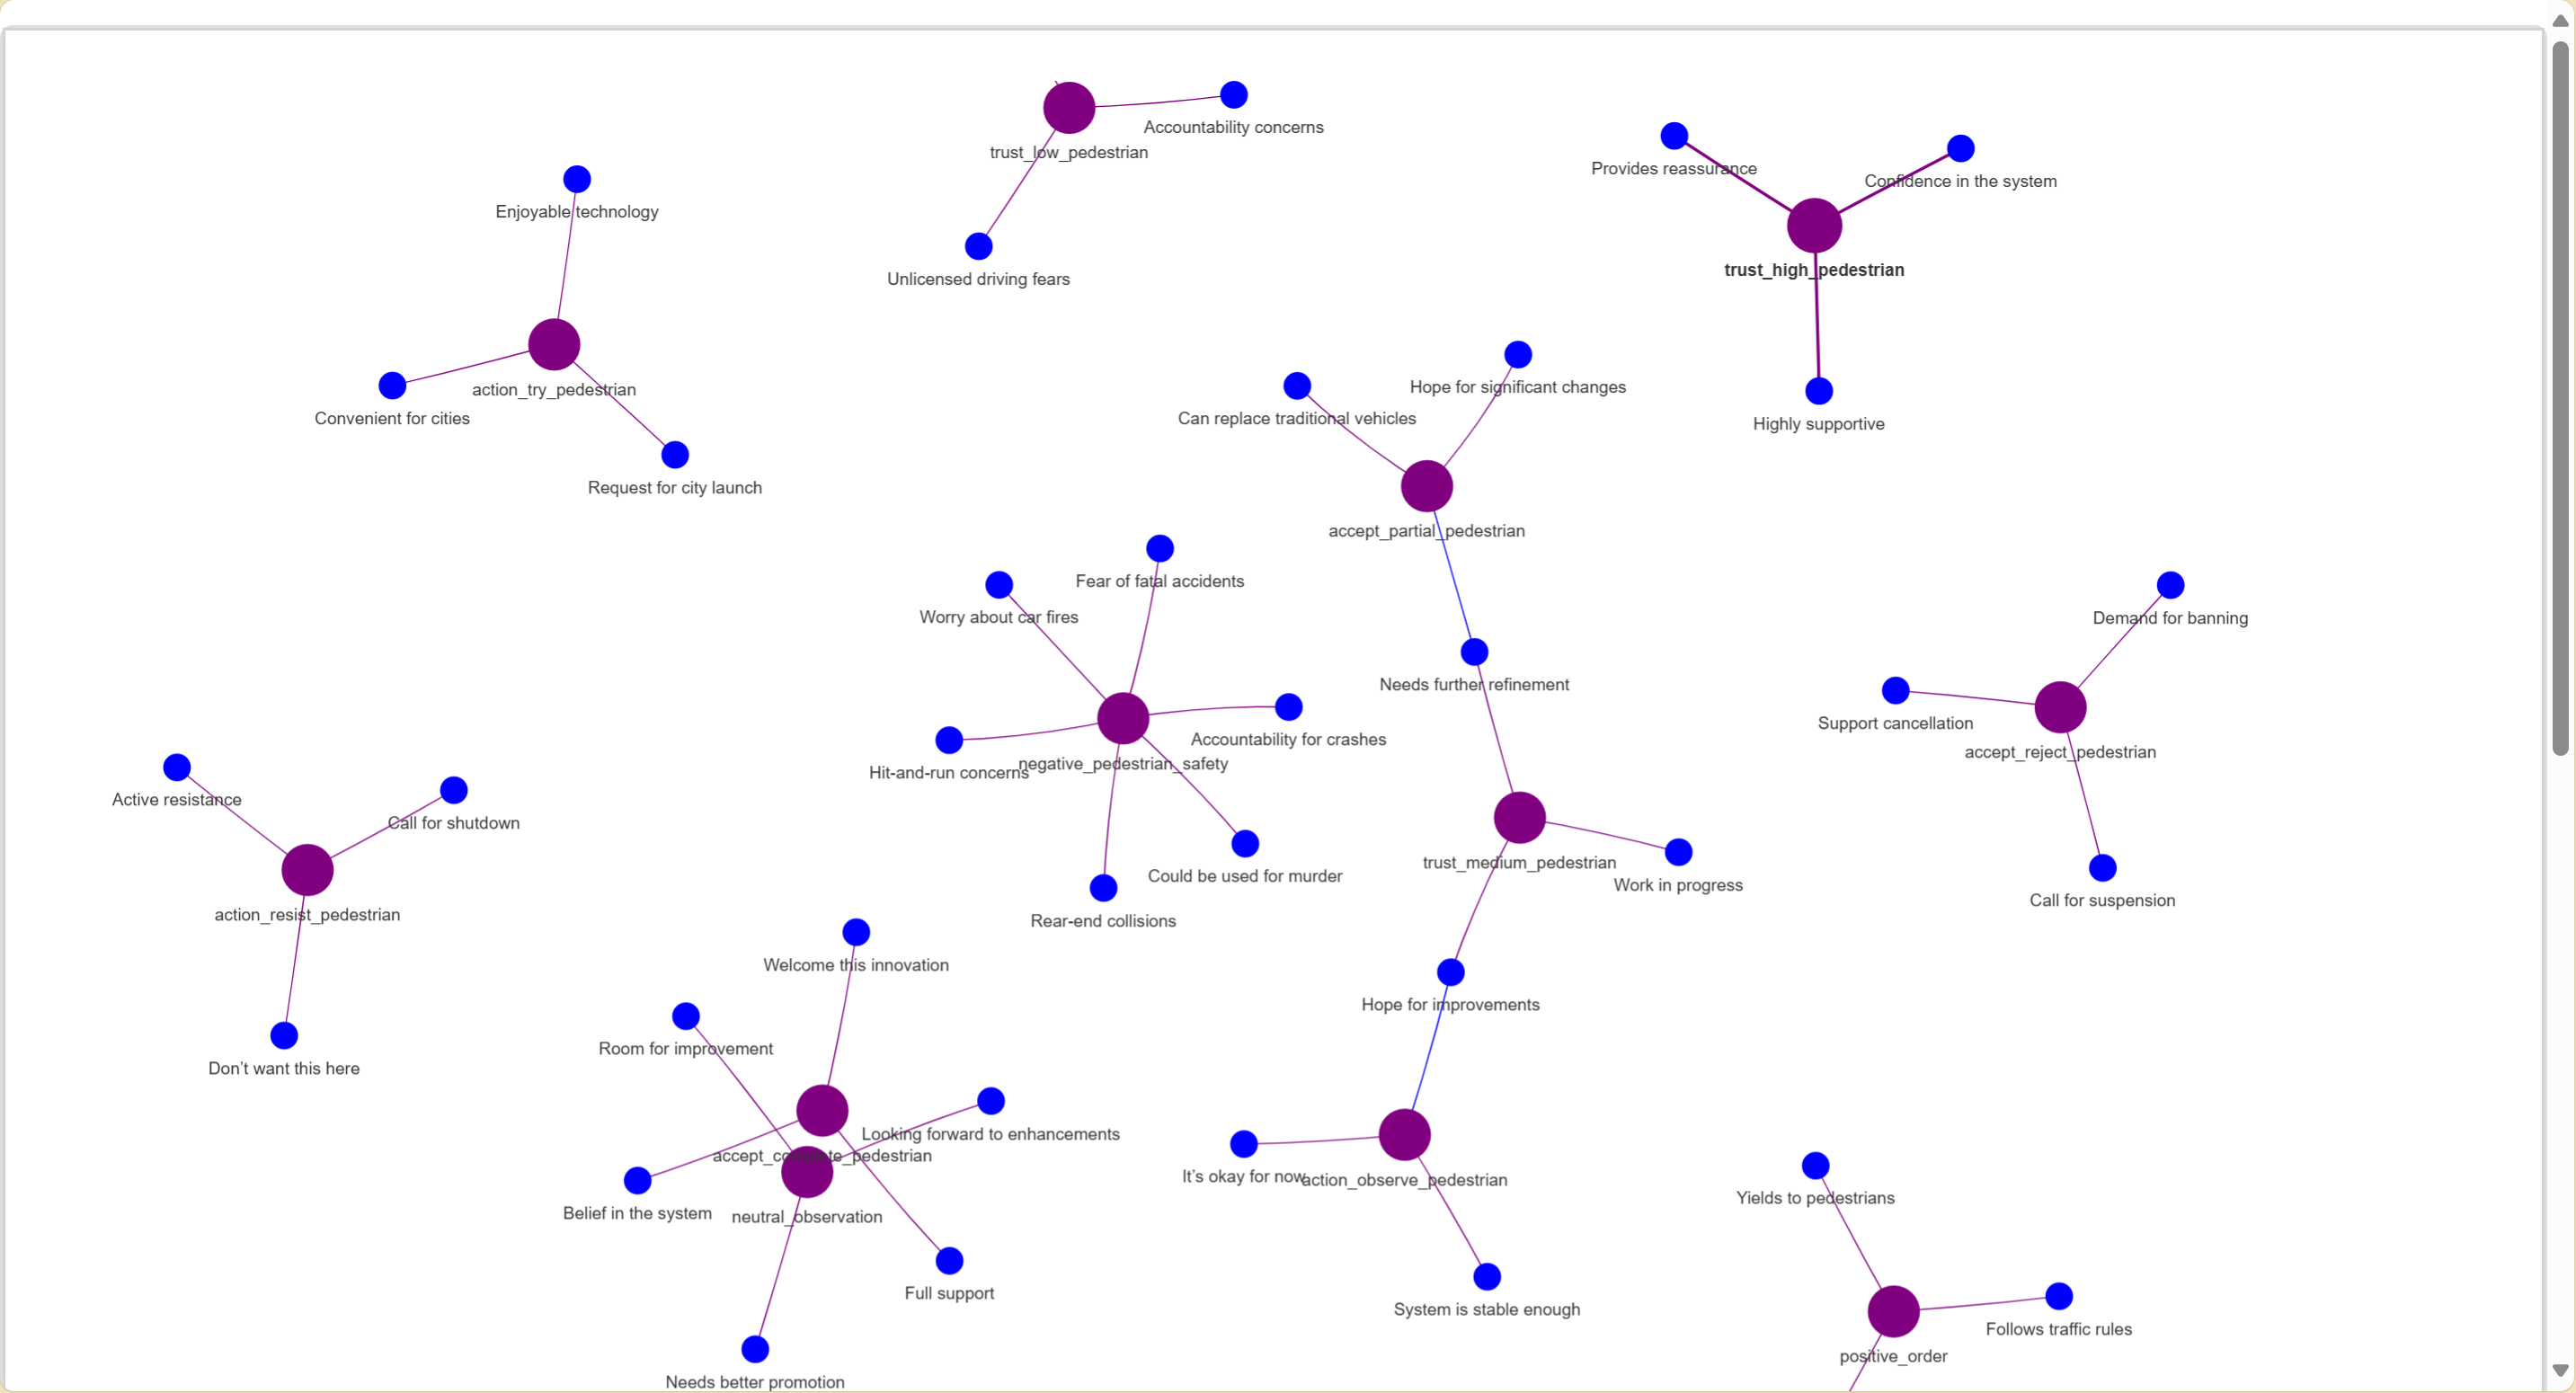 Accountability concerns
trust_low_pedestrian
Provides reassurance
Confidence in the system
Enjoyable technology
trust_high_pedestrian
Unlicensed driving fears
action_try_pedestrian
Hope for significant changes
Convenient for cities
Can replace traditional vehicles
Highly supportive
Request for city launch
accept_partial_pedestrian
Fear of fatal accidents
Worry about car fires
Demand for banning
Needs further refinement
Support cancellation
Accountability for crashes
accept_reject_pedestrian
negative_pedestrian_safety
Hit-and-run concerns
Active resistance
Call for shutdown
trust_medium_pedestrian
Could be used for murder
Work in progress
Call for suspension
action_resist_pedestrian
Rear-end collisions
Welcome this innovation
Hope for improvements
Room for improvement
Don’t want this here
Looking forward to enhancements
accept_complete_pedestrian
It’s okay for now
action_observe_pedestrian
Yields to pedestrians
Belief in the system
neutral_observation
Full support
System is stable enough
Follows traffic rules
positive_order
Needs better promotion